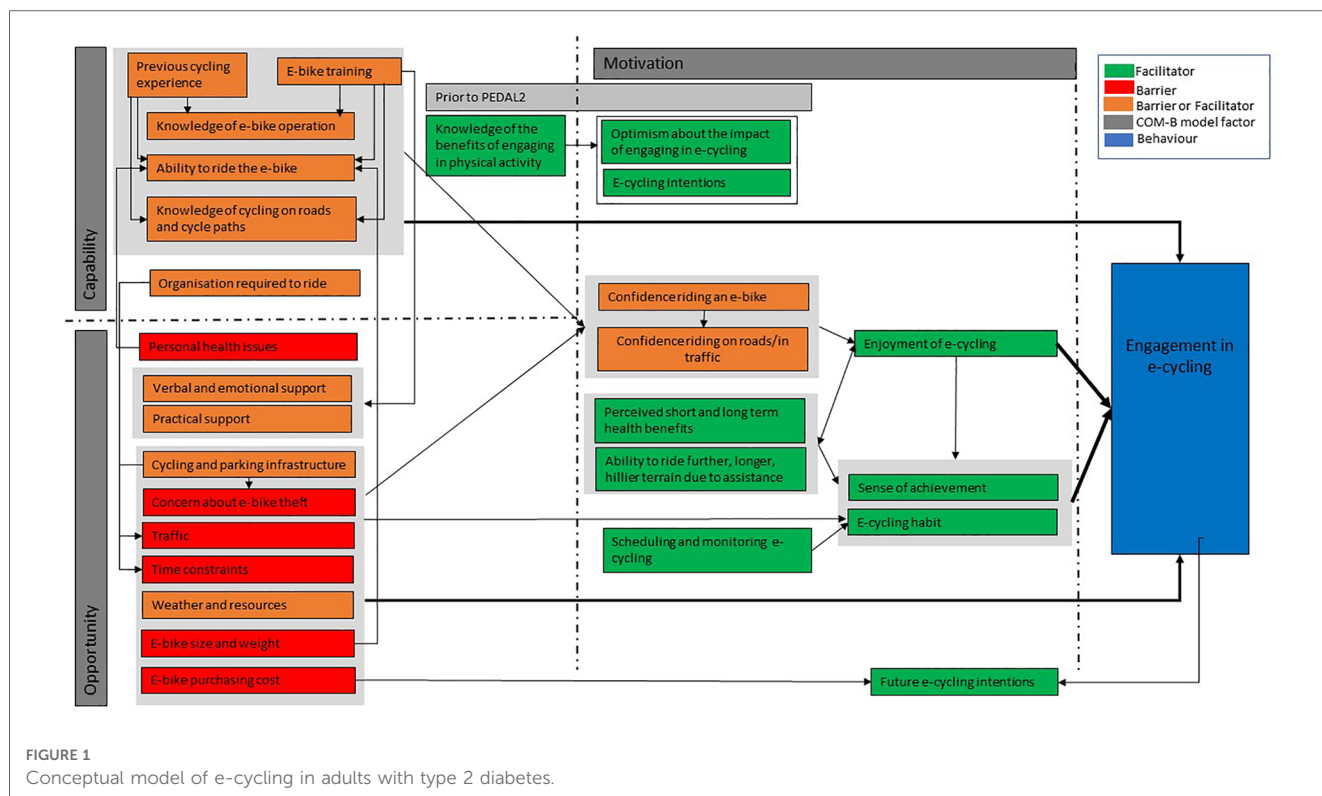 Previous cycling
experience
E-bike training
Knowledge of e-bike operation
Ability to ride the e-bike
Knowledge of cycling on roads
and cycle paths
Capability
Organisation required to ride
Motivation
Prior to PEDAL2
Knowledge of the
benefits of engaging
in physical activity
Optimism about the impact
of engaging in e-cycling
E-cycling intentions
Facilitator
Barrier
Barrier or Facilitator
COM-B model factor
Behaviour
Opportunity
Personal health issues
Verbal and emotional support
Practical support
Cycling and parking infrastructure
Concern about e-bike theft
Traffic
Time constraints
Weather and resources
E-bike size and weight
E-bike purchasing cost
Confidence riding an e-bike
Confidence riding on roads/in
traffic
Enjoyment of e-cycling
Perceived short and long term
health benefits
Ability to ride further, longer,
hillier terrain due to assistance
Sense of achievement
E-cycling habit
Scheduling and monitoring e-
cycling
Future e-cycling intentions
Engagement in
e-cycling
FIGURE 1
Conceptual model of e-cycling in adults with type 2 diabetes.